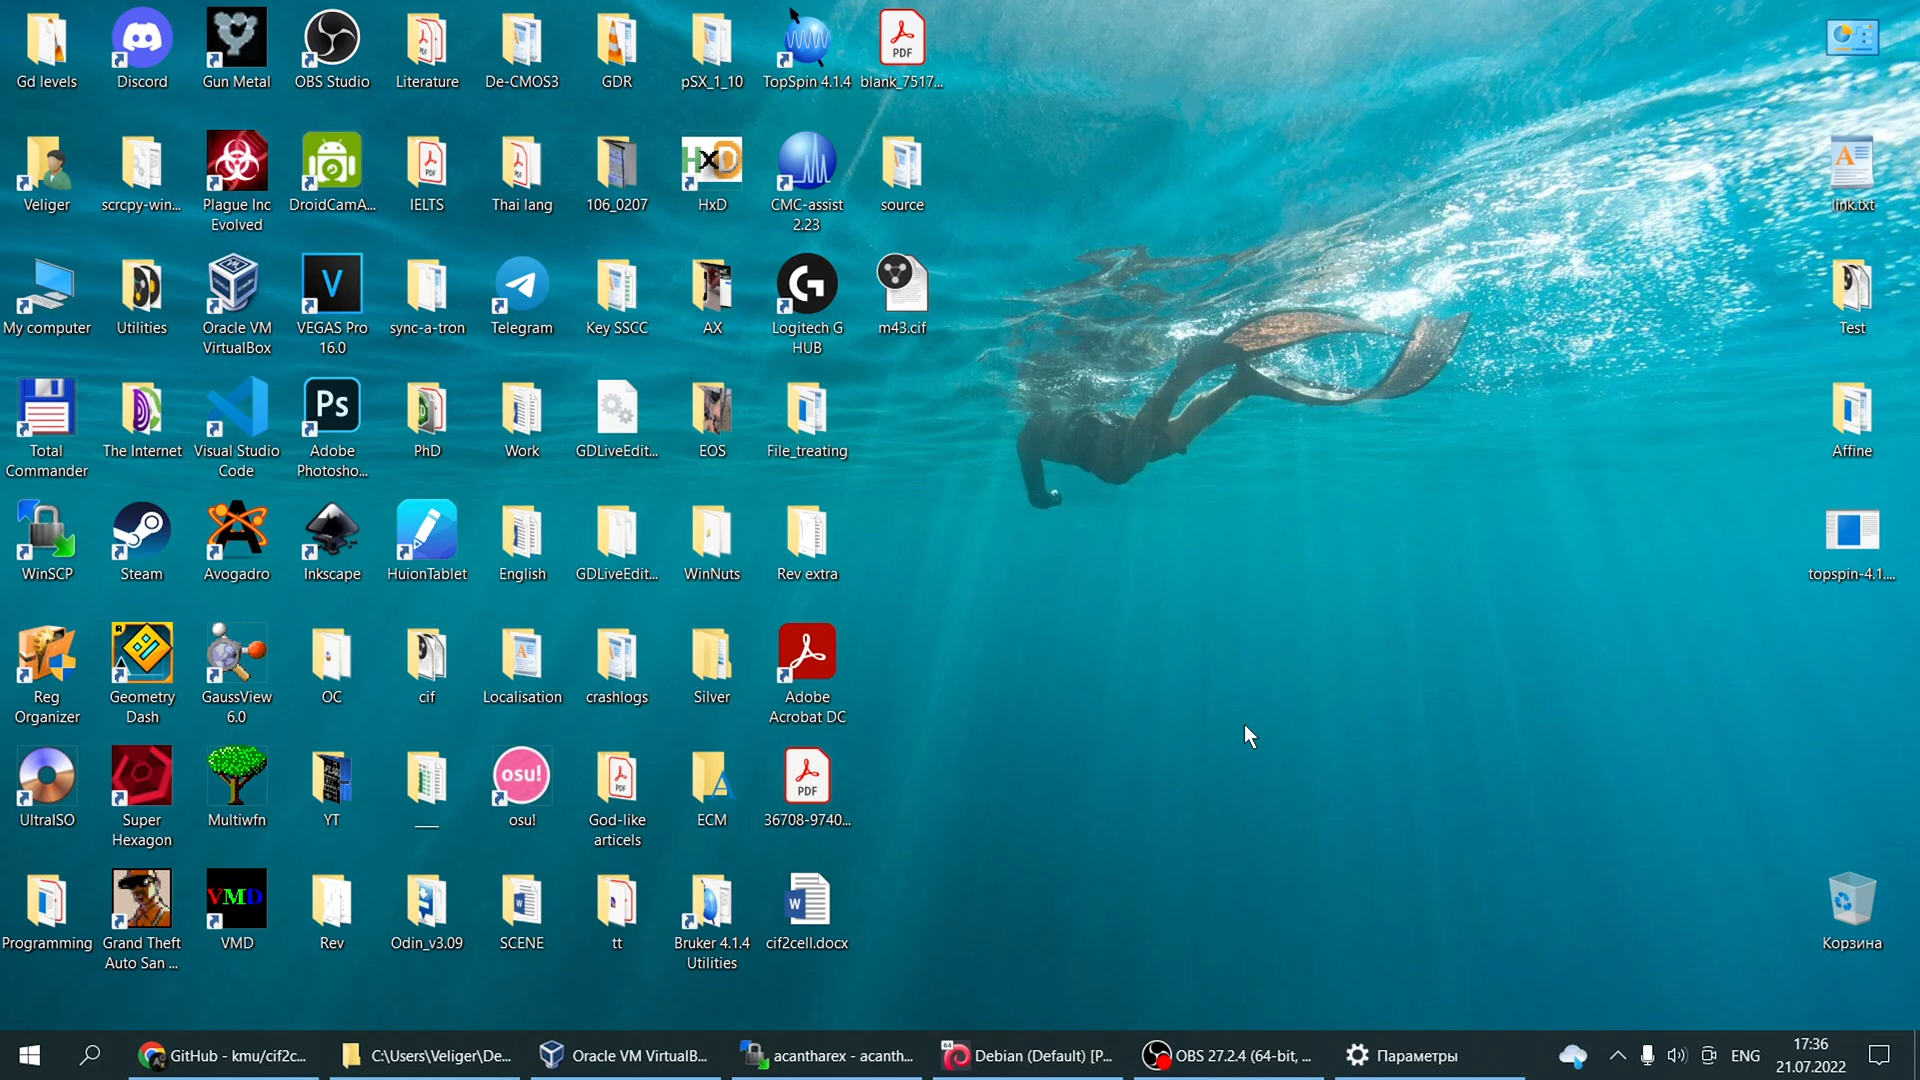 Gd levels
Discord
Gun Metal
OBS Studio
Literature
De-CMOS3
GDR
pSX_1_10
TopSpin 4.1.4
PDF
blank_7517...
Veliger
scrcpy-win...
Plague Inc
Evolved
DroidCamA...
IELTS
Thai lang
106_0207
HxD
HxD
CMC-assist
2.23
source
link.txt
My computer
Utilities
Oracle VM
VirtualBox
V
VEGAS Pro
16.0
sync-a-tron
Telegram
Key SSCC
AX
Logitech G
HUB
m43.cif
Test
Total
Commander
The Internet
Visual Studio
Code
Ps
Adobe
Photosho...
PhD
Work
GDLiveEdit...
EOS
File_treating
Affine
WinSCP
Steam
Avogadro
Inkscape
HuionTablet
English
GDLiveEdit...
WinNuts
Rev extra
topspin-4.1....
Reg
Organizer
Geometry
Dash
GaussView
6.0
OC
cif
Localisation
crashlogs
Silver
Adobe
Acrobat DC
UltraISO
Super
Hexagon
Multiwfn
YT
___
osu!
osu!
God-like
articels
ECM
PDF
36708-9740...
Programming
Grand Theft
Auto San ...
VMD
VMD
Rev
Odin_v3.09
SCENE
tt
Bruker 4.1.4
Utilities
W
cif2cell.docx
Корзина
GitHub - kmu/cif2c...
C:\Users\Veliger\De...
Oracle VM VirtualB...
acantharex - acanth...
64
Debian (Default) [P...
OBS 27.2.4 (64-bit, ...
Параметры
ENG
17:36
21.07.2022